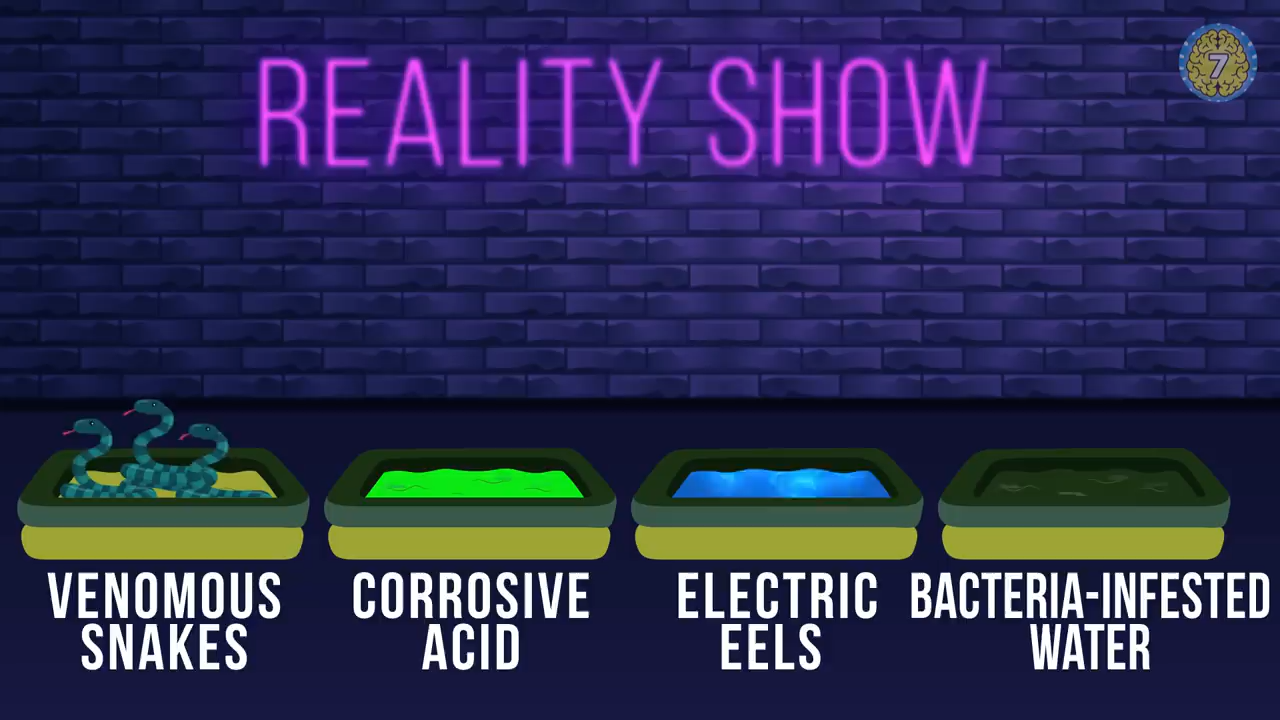 REALITY SHOW
7
VENOMOUS
SNAKES
CORROSIVE
ACID
ELECTRIC
EELS
BACTERIA-INFESTED
WATER